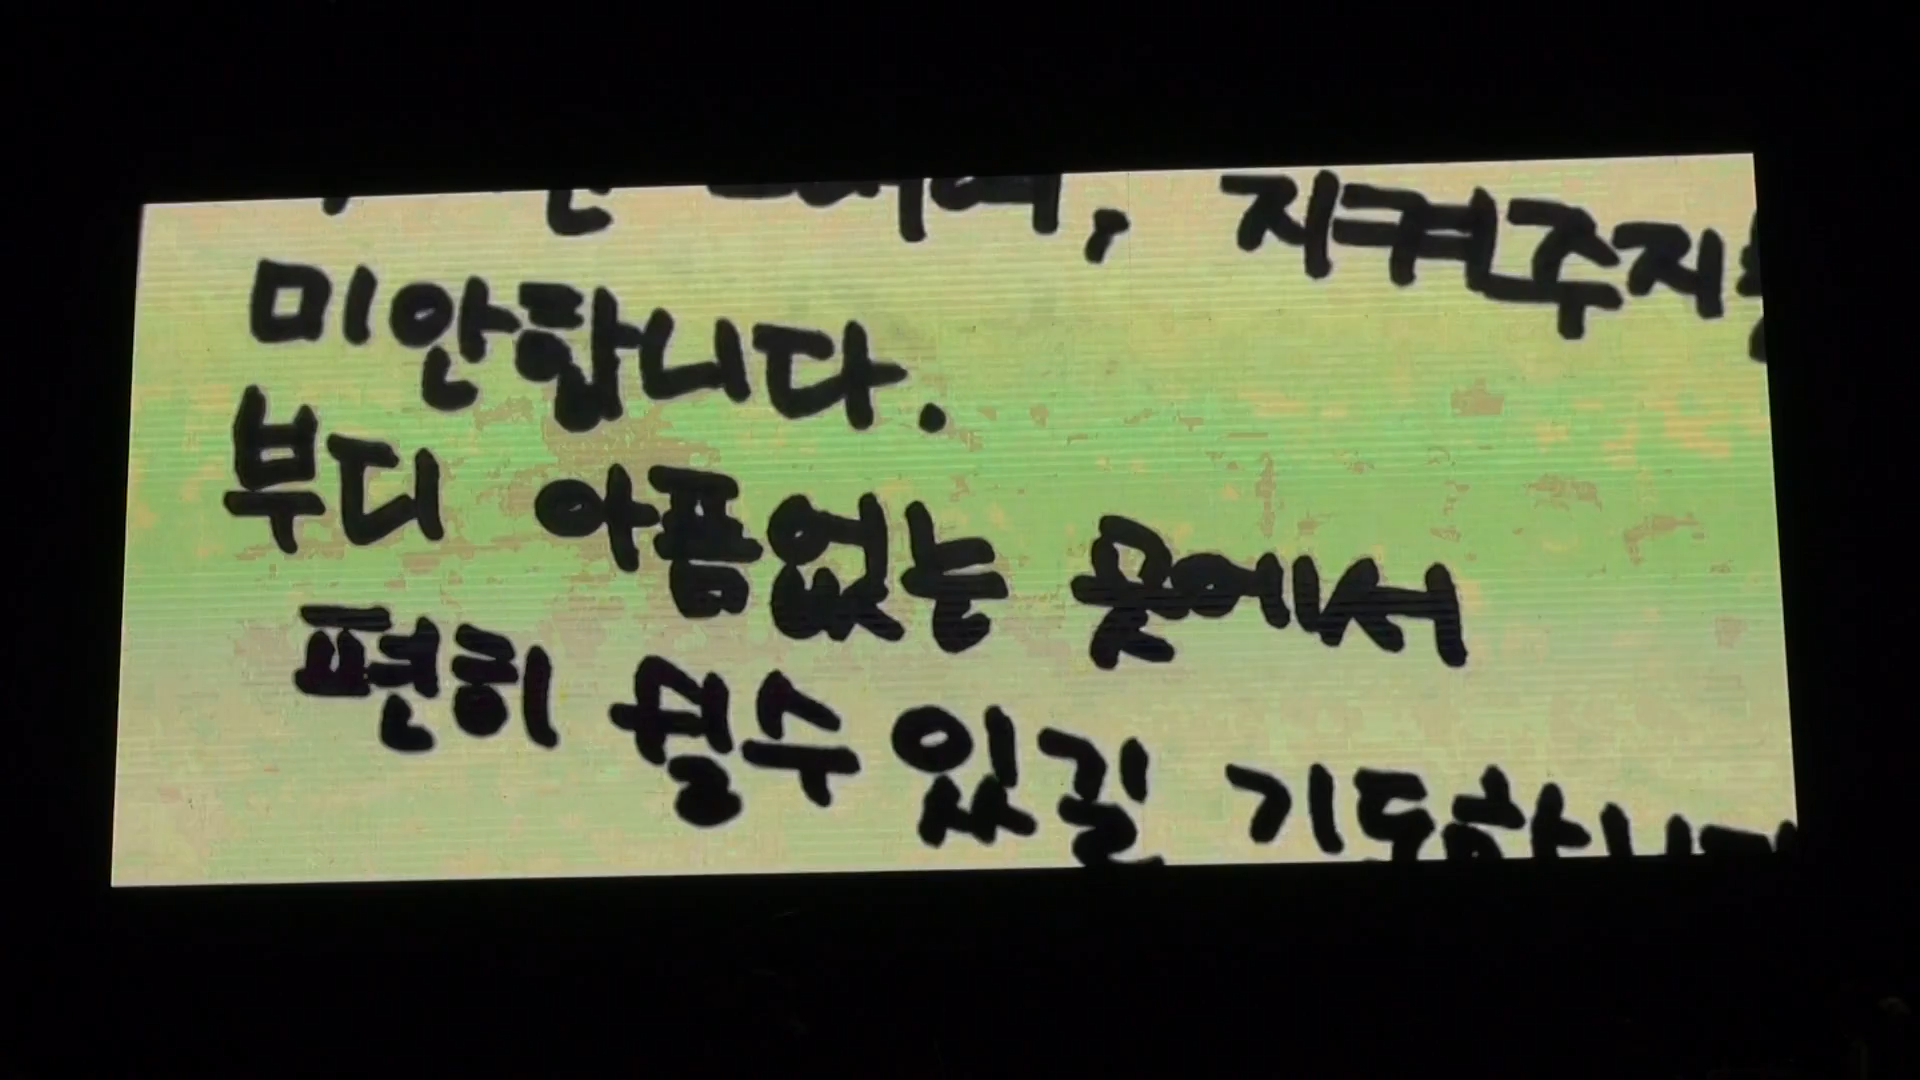 지켜주지
미안합니다.
부디 아픔없는 곳에서
편히 쉴수있길 기도합니다